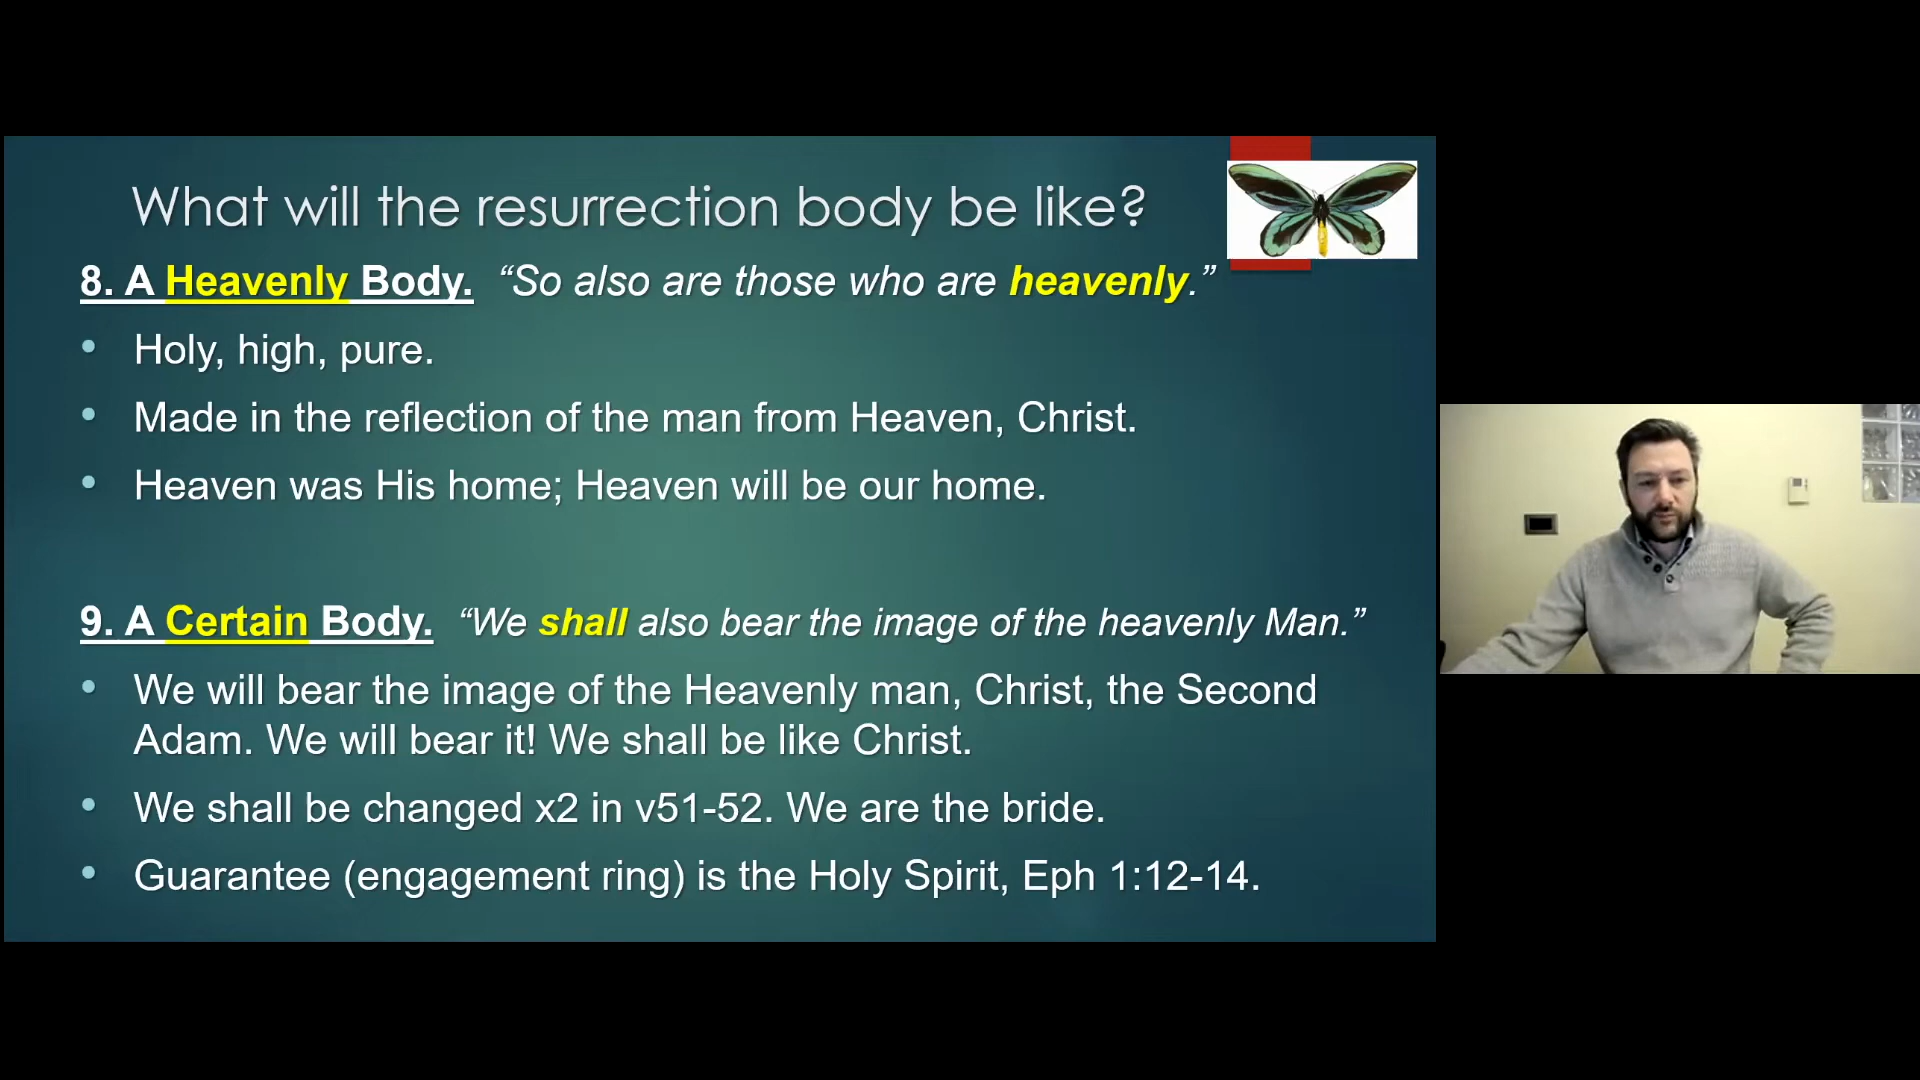 What will the resurrection body be like?
8. A Heavenly Body. “So also are those who are heavenly.”
• Holy, high, pure.
• Made in the reflection of the man from Heaven, Christ.
• Heaven was His home; Heaven will be our home.
9. A Certain Body. “We shall also bear the image of the heavenly Man.”
• We will bear the image of the Heavenly man, Christ, the Second
Adam. We will bear it! We shall be like Christ.
• We shall be changed x2 in v51-52. We are the bride.
• Guarantee (engagement ring) is the Holy Spirit, Eph 1:12-14.